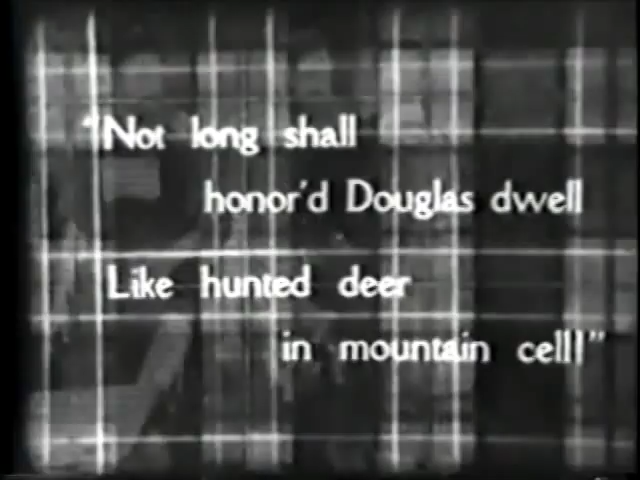 "Not long shall
honor'd Douglas dwell
Like hunted deer
in mountain cell!"